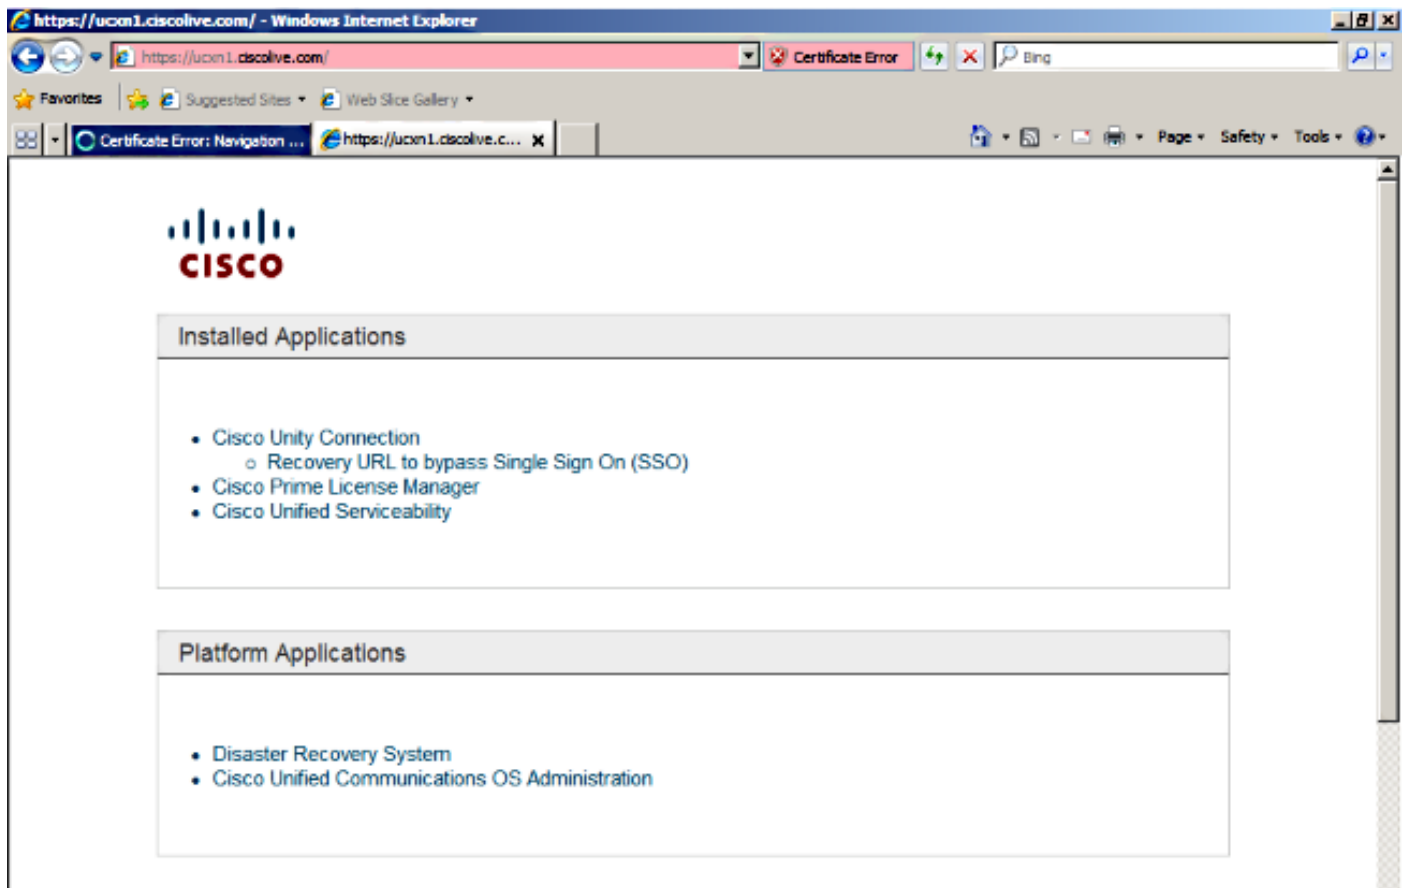 https://ucxn1.ciscolive.com/ - Windows Internet Explorer
https://ucxn1.ciscolive.com/
Certificate Error
Bing
Favorites
Suggested Sites
Web Slice Gallery
Certificate Error: Navigation ...
https://ucxn1.ciscolive.c...
Page
Safety
Tools
CISCO
Installed Applications
• Cisco Unity Connection
o Recovery URL to bypass Single Sign On (SSO)
• Cisco Prime License Manager
• Cisco Unified Serviceability
Platform Applications
• Disaster Recovery System
• Cisco Unified Communications OS Administration